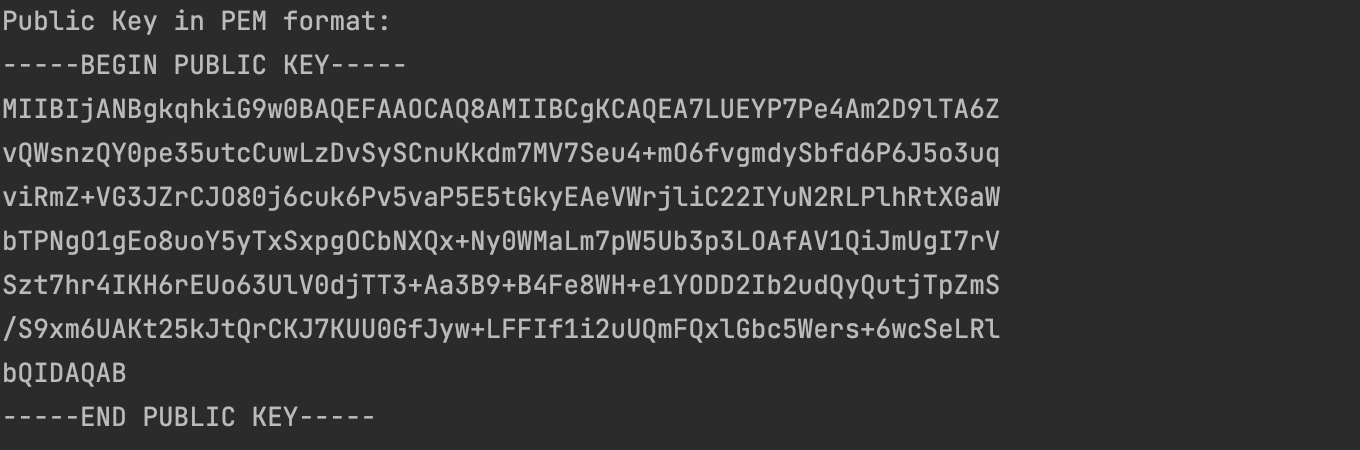 Public Key in PEM format:
-----BEGIN PUBLIC KEY-----
MIIBIjANBgkqhkiG9w0BAQEFAAOCAQ8AMIIBCgKCAQEA7LUEYP7Pe4Am2D9lTA6Z
vQWsnzQY0pe35utcCuwLzDvSySCnuKkdm7MV7Seu4+mO6fvgmdySbfd6P6J5o3uq
viRmZ+VG3JZrCJO80j6cuk6Pv5vaP5E5tGkyEAeVWrjliC22IYuN2RLPlhRtXGaW
bTPNgO1gEo8uoY5yTxSxpgOCbNXQx+Ny0WMaLm7pW5Ub3p3LOAfAV1QiJmUgI7rV
Szt7hr4IKH6rEUo63UlV0djTT3+Aa3B9+B4Fe8WH+e1YODD2Ib2udQyQutjTpZmS
/S9xm6UAKt25kJtQrCKJ7KUU0GfJyw+LFFIf1i2uUQmFQxlGbc5Wers+6wcSeLRl
bQIDAQAB
-----END PUBLIC KEY-----